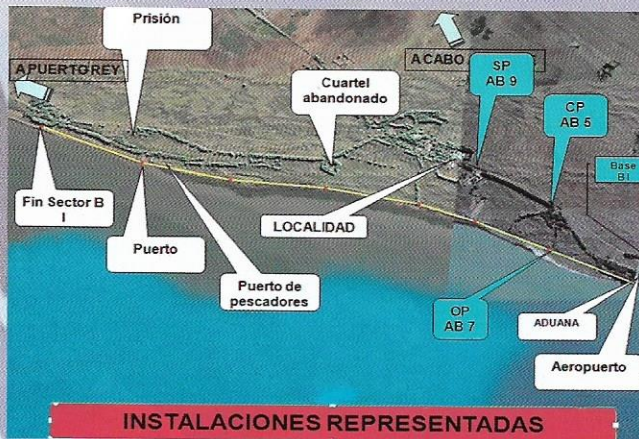 Prisión
A PUERTO REY
A CABO
SP
AB 9
Cuartel
abandonado
CP
AB 5
Base
B I
Fin Sector B
I
LOCALIDAD
Puerto
Puerto de
pescadores
OP
AB 7
ADUANA
Aeropuerto
INSTALACIONES REPRESENTADAS